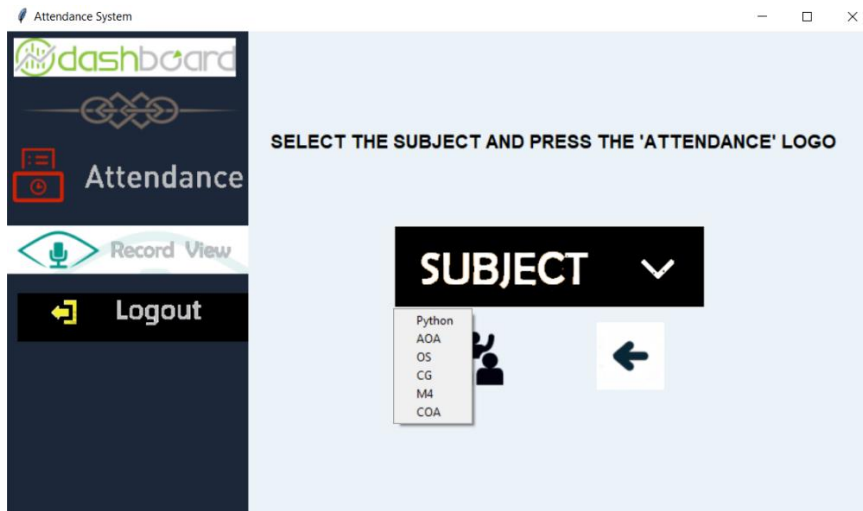 Attendance System
dashboard
Attendance
Record View
Logout
SELECT THE SUBJECT AND PRESS THE 'ATTENDANCE' LOGO
SUBJECT
Python
AOA
OS
CG
M4
COA